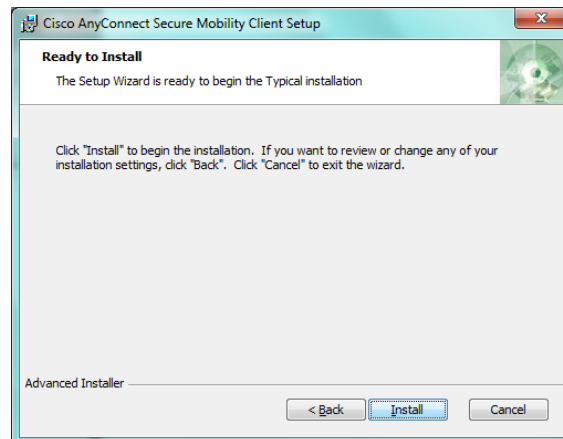 Cisco AnyConnect Secure Mobility Client Setup
Ready to Install
The Setup Wizard is ready to begin the Typical installation
Click "Install" to begin the installation. If you want to review or change any of your
installation settings, click "Back". Click "Cancel" to exit the wizard.
Advanced Installer
< Back Install Cancel